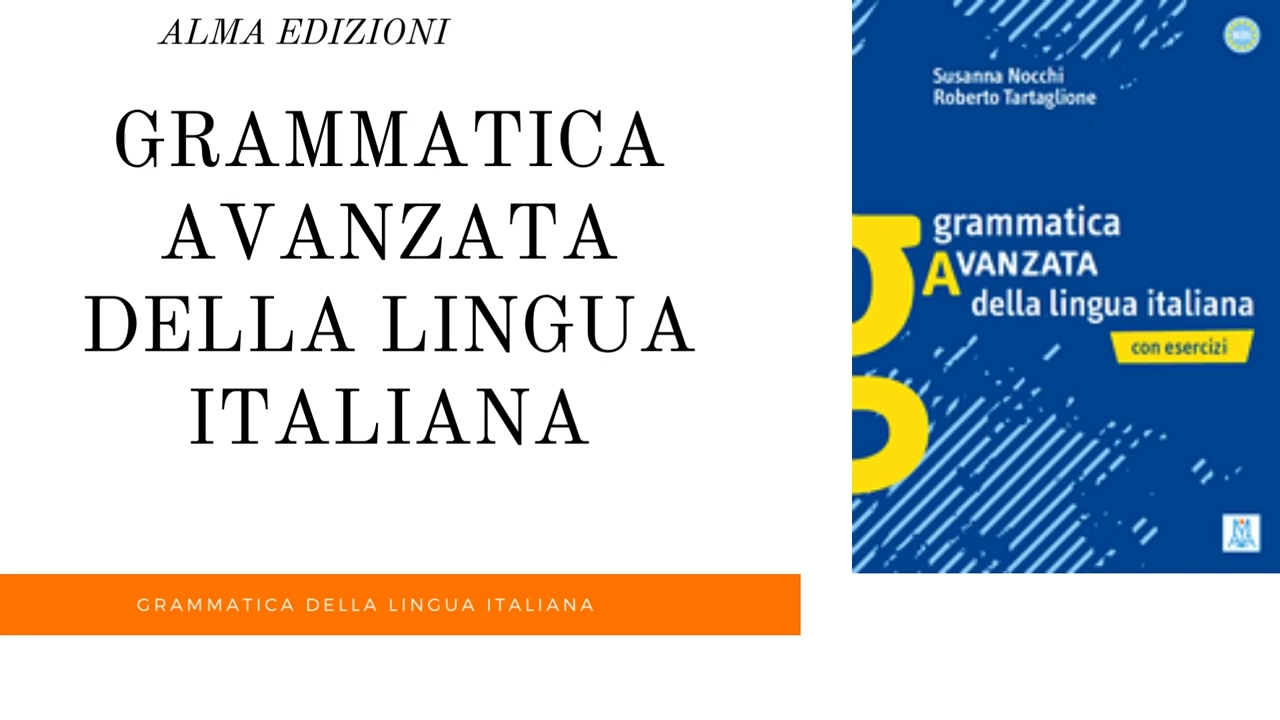 ALMA EDIZIONI
GRAMMATICA
AVANZATA
DELLA LINGUA
ITALIANA
GRAMMATICA DELLA LINGUA ITALIANA
Susanna Nocchi
Roberto Tartaglione
g
grammatica
AVANZATA
della lingua italiana
con esercizi